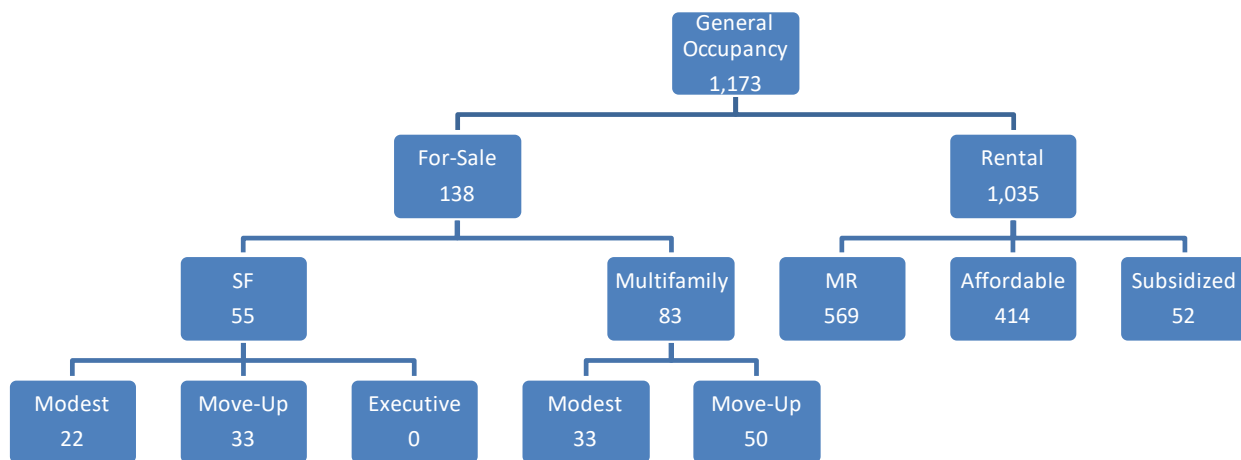 General
Occupancy
1,173
For-Sale
138
Rental
1,035
SF
55
Multifamily
83
MR
569
Affordable
414
Subsidized
52
Modest
22
Move-Up
33
Executive
0
Modest
33
Move-Up
50